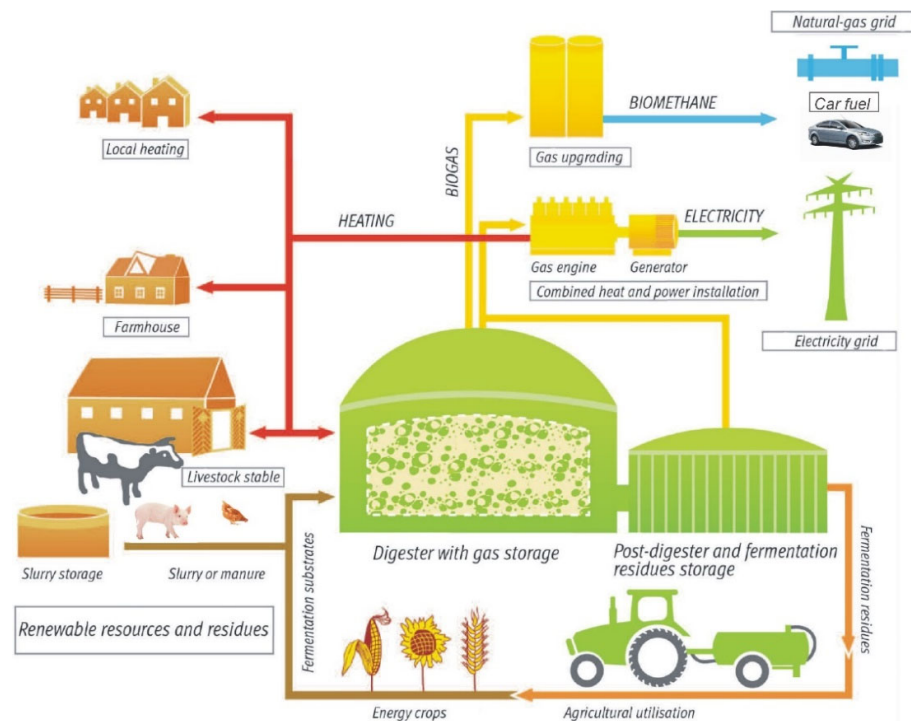 Natural-gas grid
Car fuel
BIOMETHANE
Gas upgrading
BIOGAS
Local heating
HEATING
ELECTRICITY
Gas engine
Generator
Combined heat and power installation
Electricity grid
Farmhouse
Livestock stable
Slurry storage
Slurry or manure
Fermentation substrates
Digester with gas storage
Post-digester and fermentation
residues storage
Fermentation residues
Renewable resources and residues
Energy crops
Agricultural utilisation